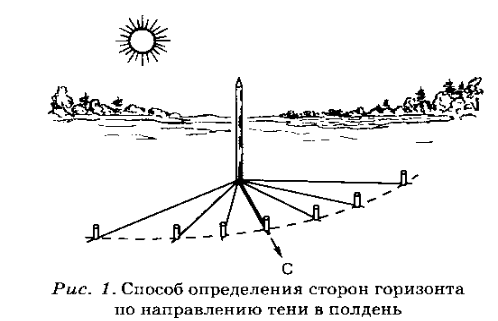 С
Рис. 1. Способ определения сторон горизонта
по направлению тени в полдень